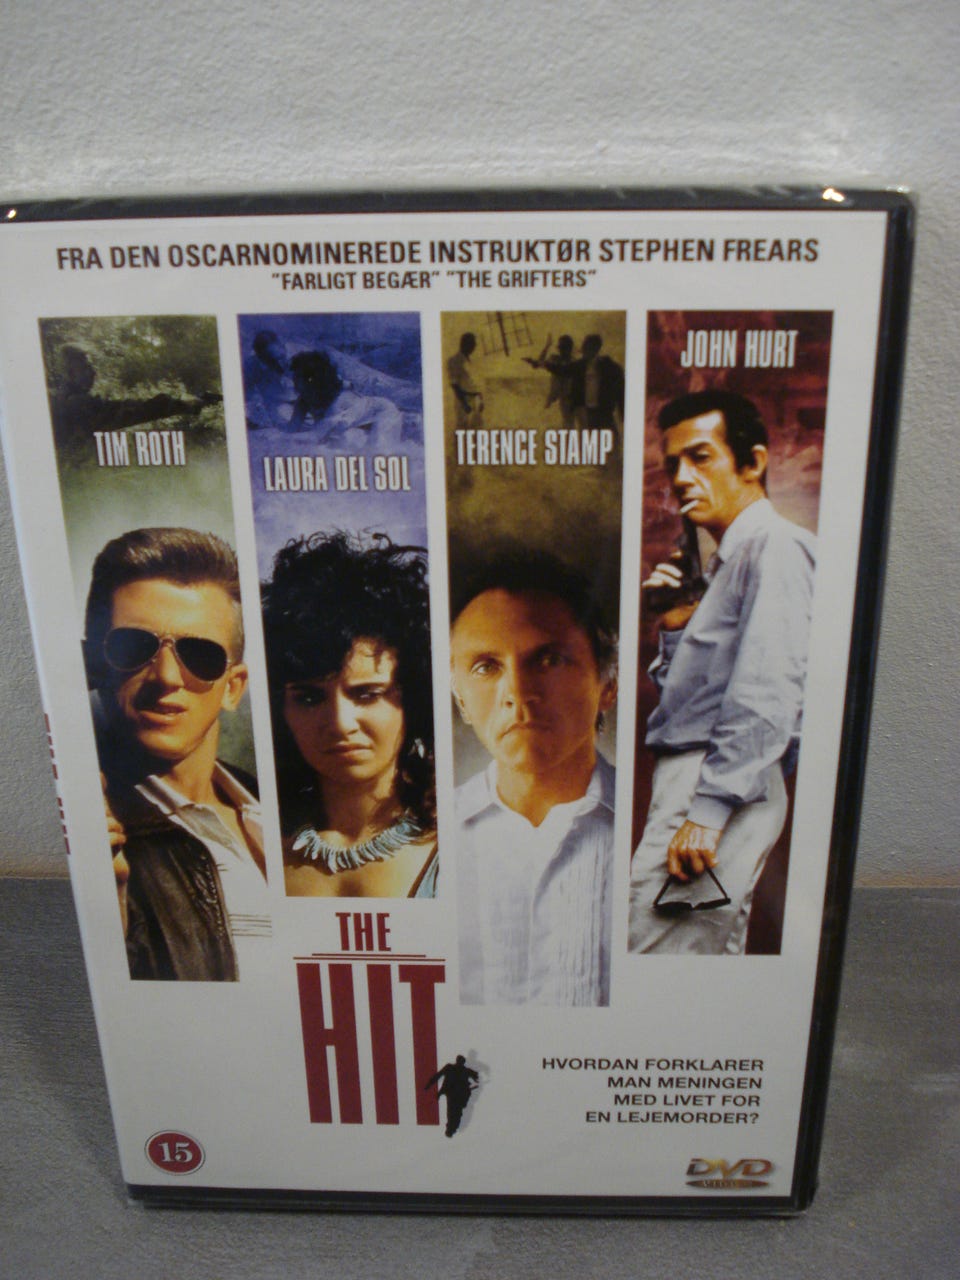 FRA DEN OSCARNOMINEREDE INSTRUKTØR STEPHEN FREARS
"FARLIGT BEGÆR" "THE GRIFTERS"
TIM ROTH
LAURA DEL SOL
TERENCE STAMP
JOHN HURT
THE
HIT
HVORDAN FORKLARER
MAN MENINGEN
MED LIVET FOR
EN LEJEMORDER?
15
DVD
VIDEO